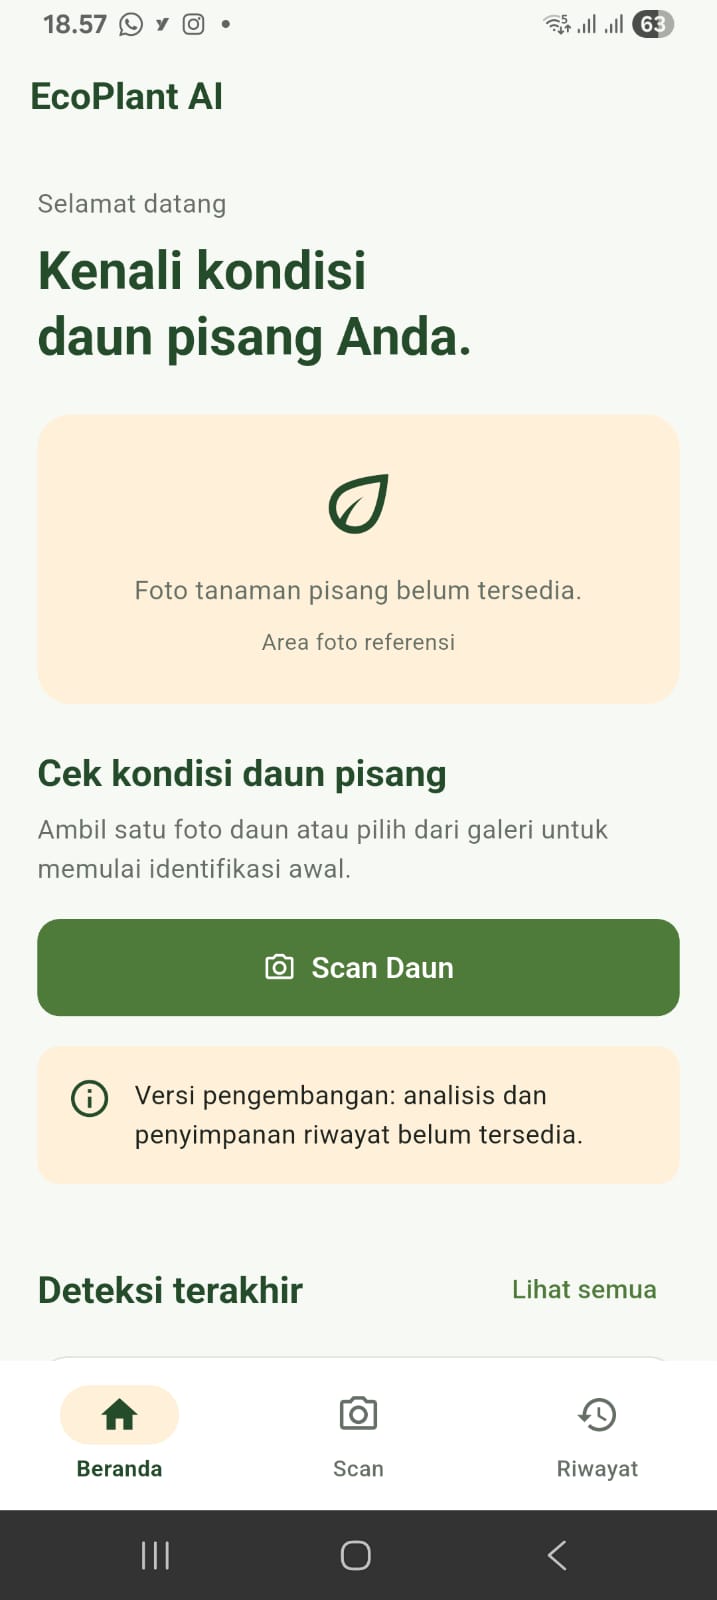 18.57
63
EcoPlant AI
Selamat datang
Kenali kondisi
daun pisang Anda.
Foto tanaman pisang belum tersedia.
Area foto referensi
Cek kondisi daun pisang
Ambil satu foto daun atau pilih dari galeri untuk
memulai identifikasi awal.
Scan Daun
Versi pengembangan: analisis dan
penyimpanan riwayat belum tersedia.
Deteksi terakhir
Lihat semua
Beranda
Scan
Riwayat